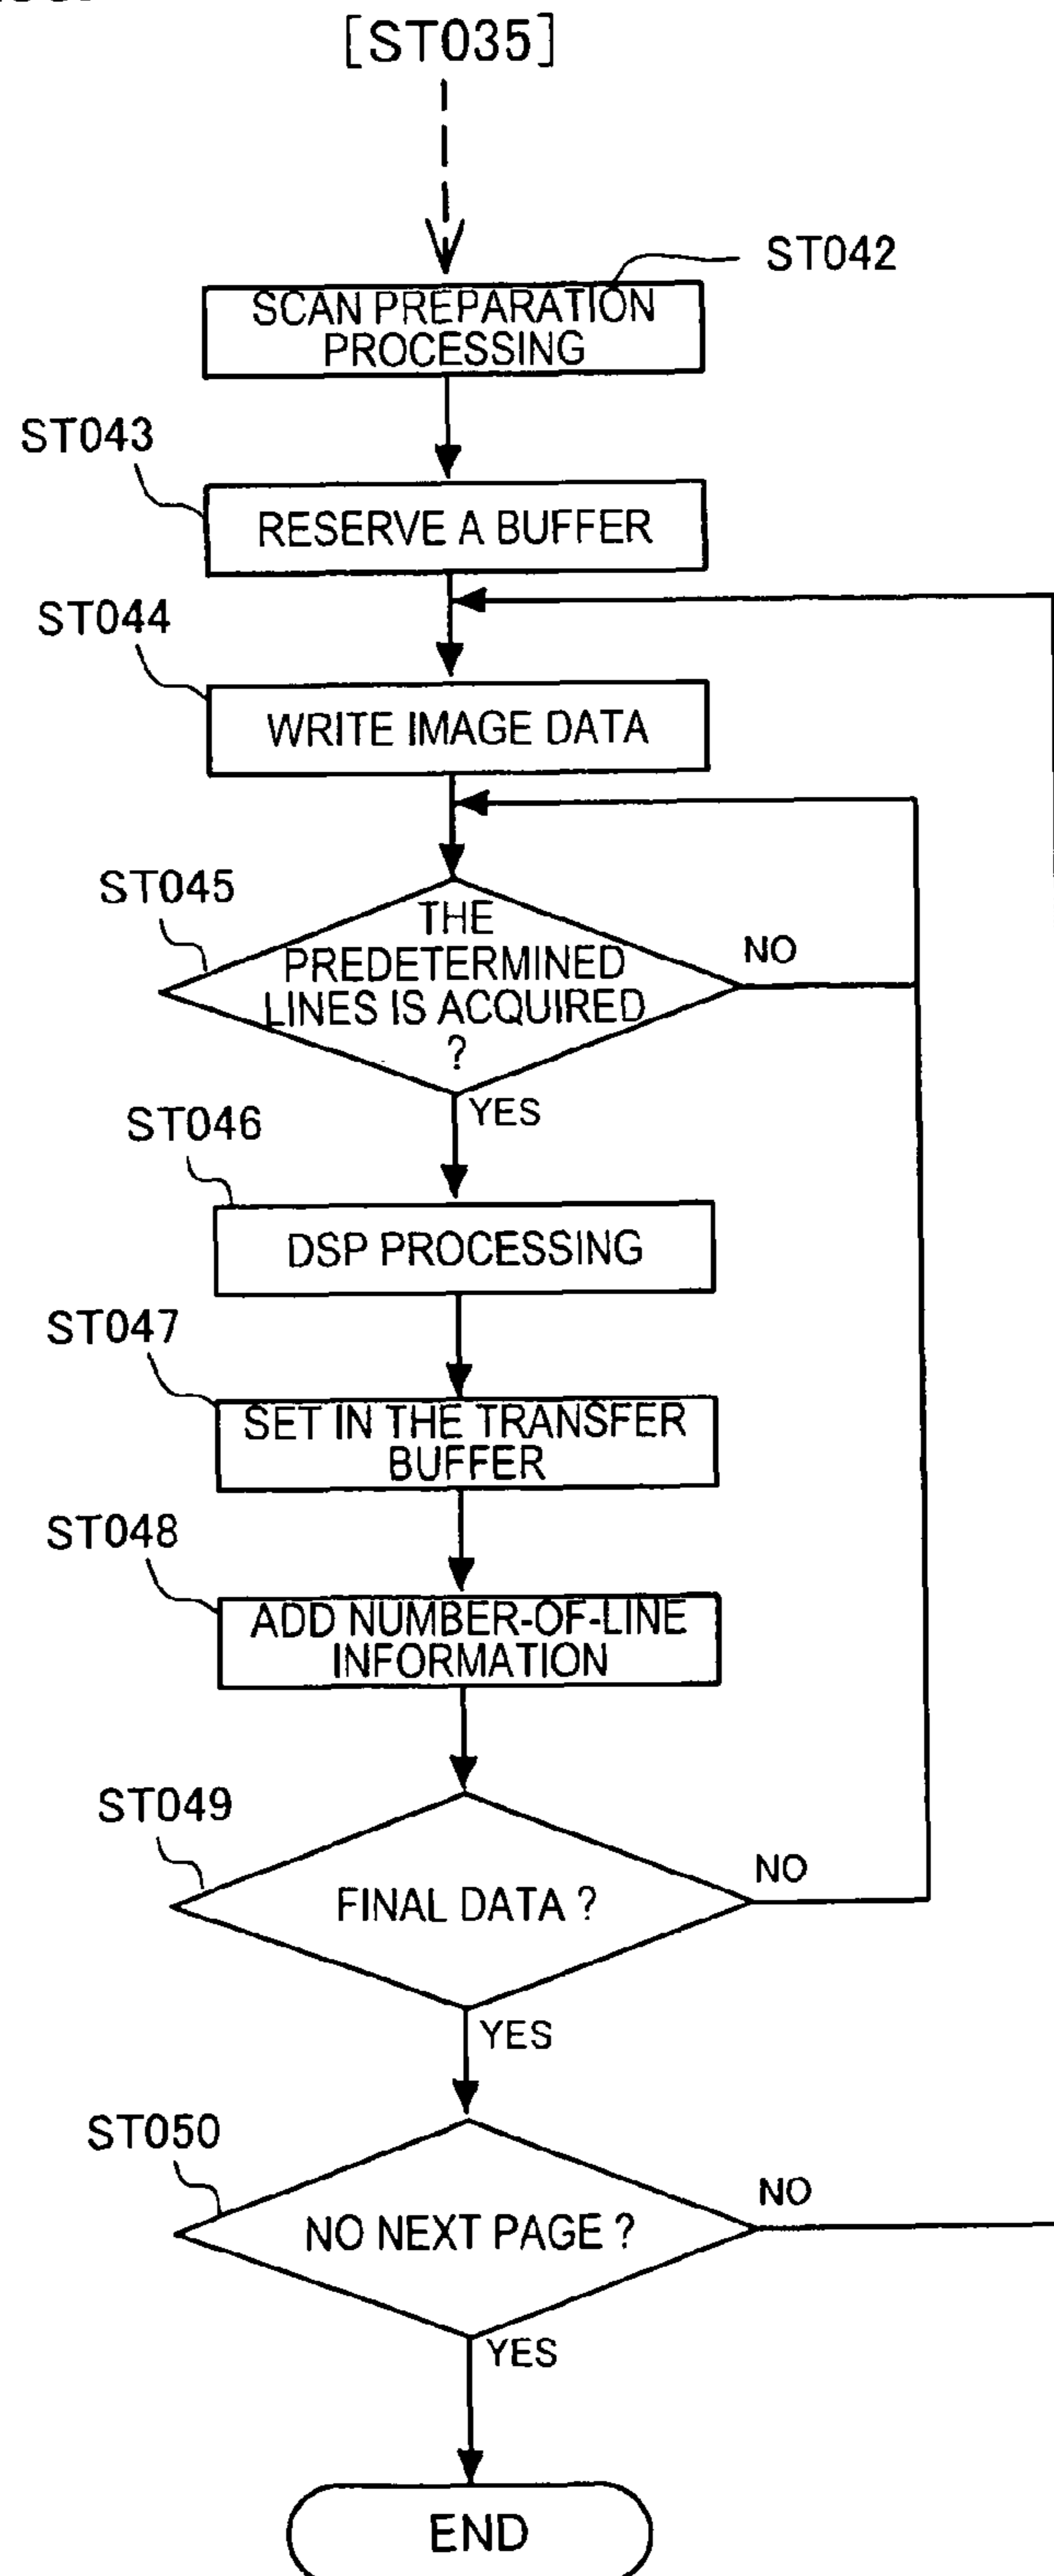 [ST035]
ST042
SCAN PREPARATION
PROCESSING
ST043
RESERVE A BUFFER
ST044
WRITE IMAGE DATA
ST045
THE
PREDETERMINED
LINES IS ACQUIRED
?
NO
YES
ST046
DSP PROCESSING
ST047
SET IN THE TRANSFER
BUFFER
ST048
ADD NUMBER-OF-LINE
INFORMATION
ST049
FINAL DATA ?
NO
YES
ST050
NO NEXT PAGE ?
NO
YES
END